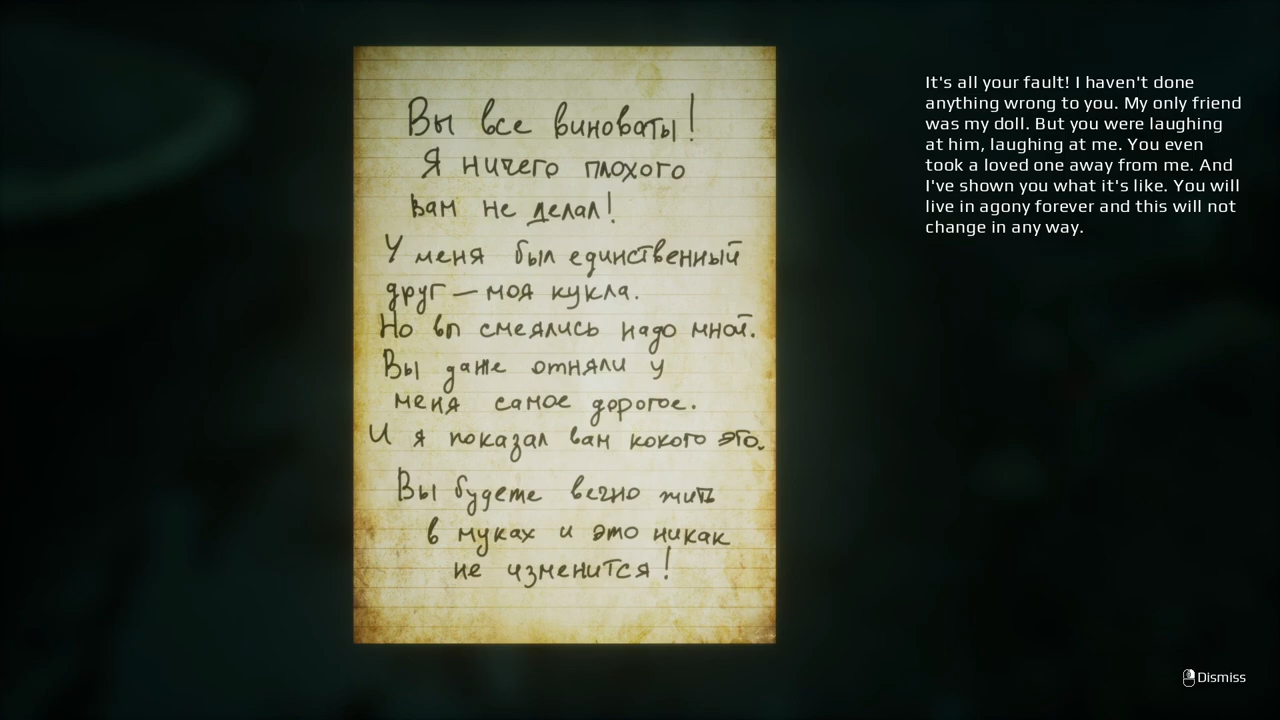 Вы все виноваты!
Я ничего плохого
вам не делал!
У меня был единственный
друг — моя кукла.
Но вы смеялись надо мной.
Вы даже отняли у
меня самое дорогое.
И я показал вам кокого это.
Вы будете вечно жить
в муках и это никак
не изменится!
It's all your fault! I haven't done
anything wrong to you. My only friend
was my doll. But you were laughing
at him, laughing at me. You even
took a loved one away from me. And
I've shown you what it's like. You will
live in agony forever and this will not
change in any way.
Dismiss